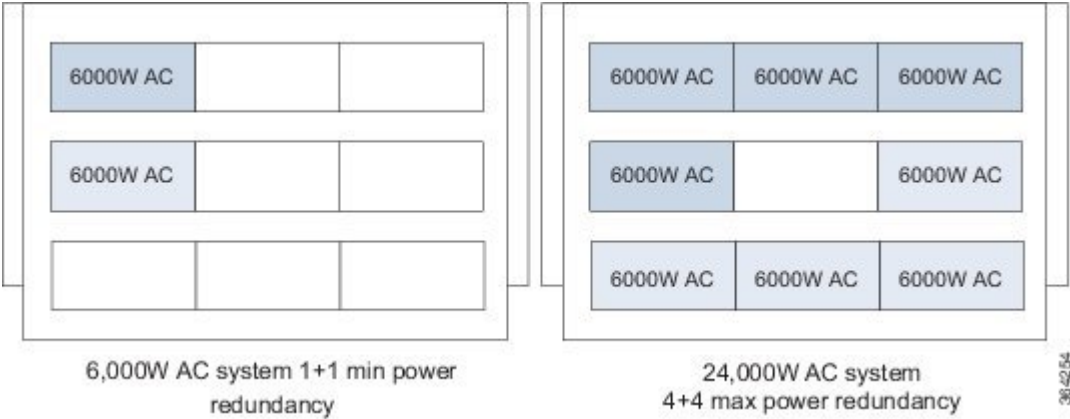 6000W AC
6000W AC
6,000W AC system 1+1 min power
redundancy
6000W AC 6000W AC 6000W AC
6000W AC 6000W AC
6000W AC 6000W AC 6000W AC
24,000W AC system
4+4 max power redundancy
364254